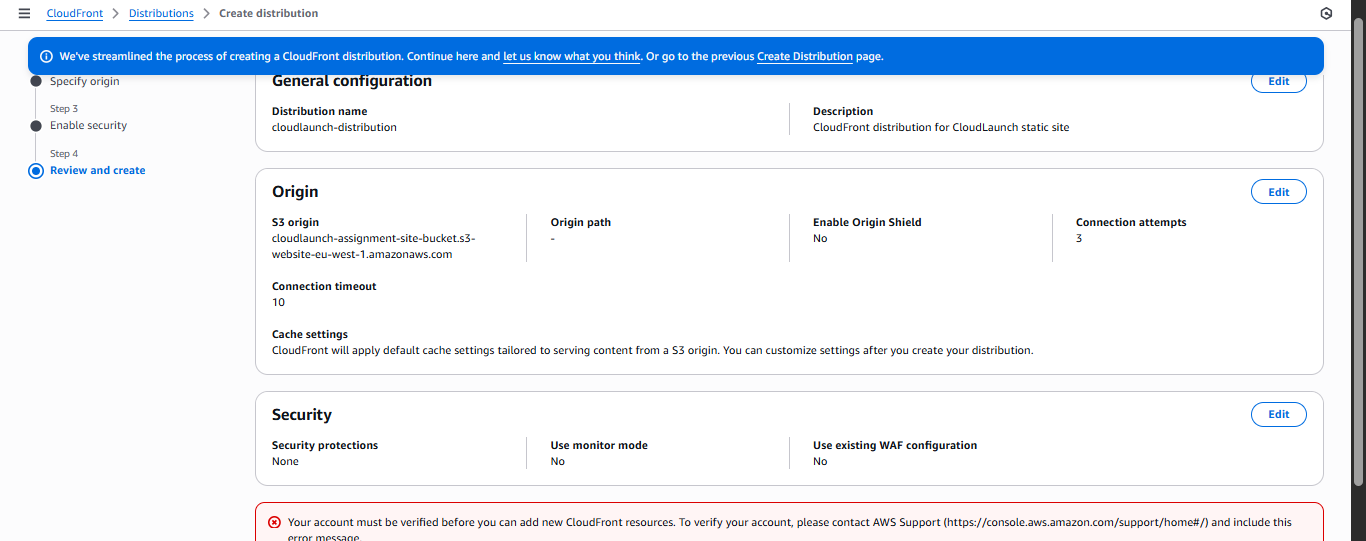 CloudFront > Distributions > Create distribution
We've streamlined the process of creating a CloudFront distribution. Continue here and let us know what you think. Or go to the previous Create Distribution page.
Specify origin
Step 3
Enable security
Step 4
Review and create
General configuration
Edit
Distribution name
cloudlaunch-distribution
Description
CloudFront distribution for CloudLaunch static site
Origin
Edit
S3 origin
cloudlaunch-assignment-site-bucket.s3-
website-eu-west-1.amazonaws.com
Origin path
-
Enable Origin Shield
No
Connection attempts
3
Connection timeout
10
Cache settings
CloudFront will apply default cache settings tailored to serving content from a S3 origin. You can customize settings after you create your distribution.
Security
Edit
Security protections
None
Use monitor mode
No
Use existing WAF configuration
No
Your account must be verified before you can add new CloudFront resources. To verify your account, please contact AWS Support (https://console.aws.amazon.com/support/home#/) and include this
error message.